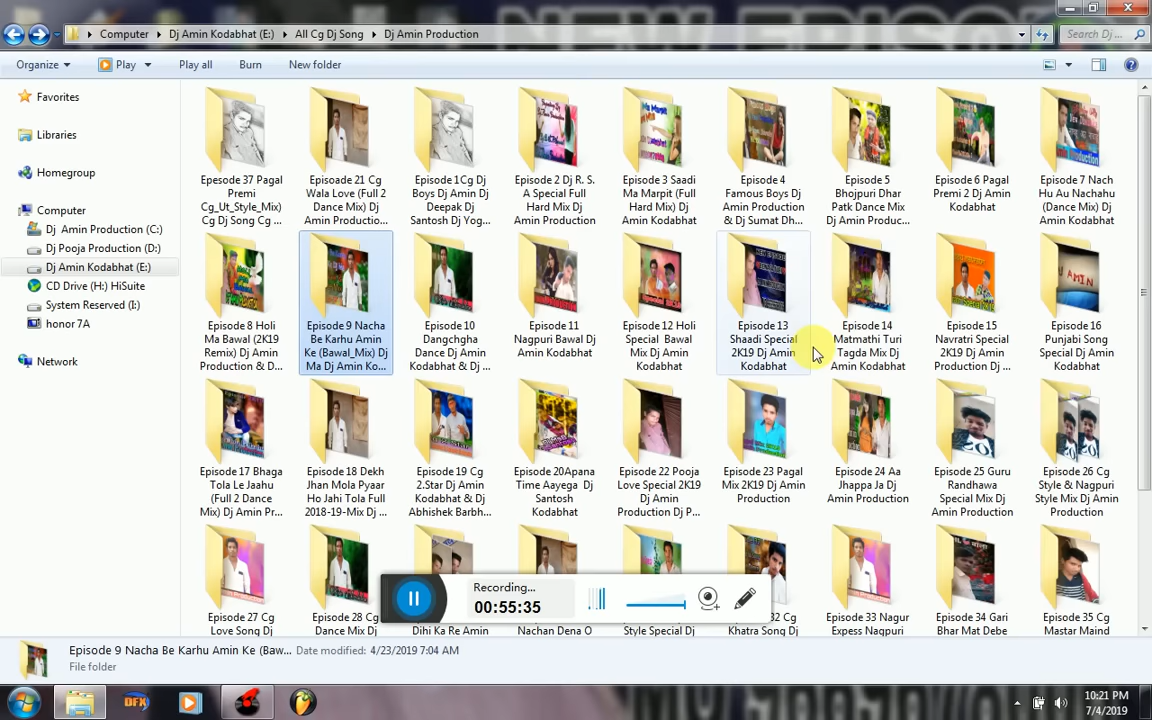 Computer ▸ Dj Amin Kodabhat (E:) ▸ All Cg Dj Song ▸ Dj Amin Production
Search Dj ...
Organize
Play
Play all
Burn
New folder
Favorites
Libraries
Homegroup
Computer
Dj  Amin Production (C:)
Dj Pooja Production (D:)
Dj Amin Kodabhat (E:)
CD Drive (H:) HiSuite
System Reserved (I:)
honor 7A
Network
Epesode 37 Pagal
Premi
Cg_Ut_Style_Mix)
Cg Dj Song Cg ...
Epesoade 21 Cg
Wala Love (Full 2
Dance Mix) Dj
Amin Productio...
Episode 1Cg Dj
Boys Dj Amin Dj
Deepak Dj
Santosh Dj Yog...
Episode 2 Dj R. S.
A Special Full
Hard Mix) Dj
Amin Production
Episode 3 Saadi
Ma Marpit (Full
Hard Mix) Dj
Amin Kodabhat
Episode 4
Famous Boys Dj
Amin Production
& Dj Sumat Dh...
Episode 5
Bhojpuri Dhar
Patk Dance Mix
Dj Amin Produc...
Episode 6 Pagal
Premi 2 Dj Amin
Kodabhat
Episode 7 Nach
Hu Au Nachahu
(Dance Mix) Dj
Amin Kodabhat
Episode 8 Holi
Ma Bawal (2K19
Remix) Dj Amin
Production & D...
Episode 9 Nacha
Be Karhu Amin
Ke (Bawal_Mix) Dj
Ma Dj Amin Ko...
Episode 10
Dangchgha
Dance Dj Amin
Kodabhat & Dj ...
Episode 11
Nagpuri Bawal Dj
Amin Kodabhat
Episode 12 Holi
Special  Bawal
Mix Dj Amin
Kodabhat
Episode 13
Shaadi Special
2K19 Dj Amin
Kodabhat
Episode 14
Matmathi Turi
Tagda Mix Dj
Amin Kodabhat
Episode 15
Navratri Special
2K19 Dj Amin
Production Dj ...
Episode 16
Punjabi Song
Special Dj Amin
Kodabhat
Episode 17 Bhaga
Tola Le Jaahu
(Full 2 Dance
Mix) Dj Amin Pr...
Episode 18 Dekh
Jhan Mola Pyaar
Ho Jahi Tola Full
2018-19-Mix Dj ...
Episode 19 Cg
2.Star Dj Amin
Kodabhat & Dj
Abhishek Barbh...
Episode 20Apana
Time Aayega  Dj
Santosh
Kodabhat
Episode 22 Pooja
Love Special 2K19
Dj Amin
Production Dj P...
Episode 23 Pagal
Mix 2K19 Dj Amin
Production
Episode 24 Aa
Jhappa Ja Dj
Amin Production
Episode 25 Guru
Randhawa
Special Mix Dj
Amin Production
Episode 26 Cg
Style & Nagpuri
Style Mix Dj Amin
Production
Episode 27 Cg
Love Song Dj
Episode 28 Cg
Dance Mix Dj
Dihi Ka Re Amin
Nachan Dena O
Style Special Dj
32 Cg
Khatra Song Dj
Episode 33 Nagur
Expess Nagpuri
Episode 34 Gari
Bhar Mat Debe
Episode 35 Cg
Mastar Maind
Recording...
00:55:35
Episode 9 Nacha Be Karhu Amin Ke (Baw... Date modified: 4/23/2019 7:04 AM
File folder
DFX
10:21 PM
7/4/2019